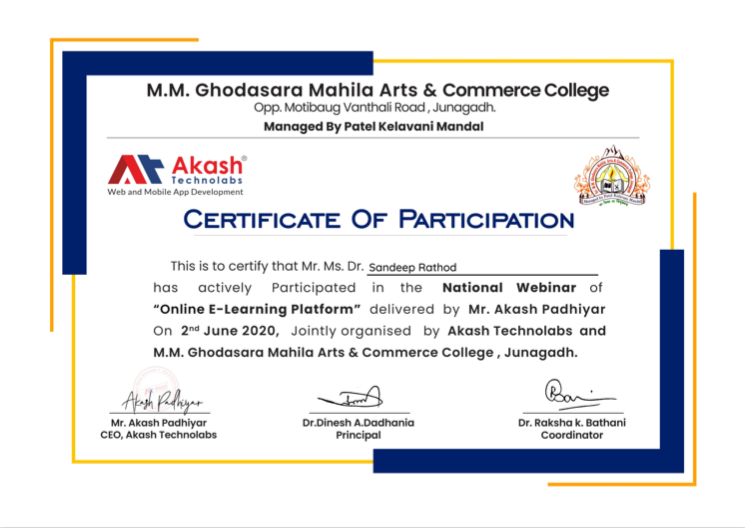 M.M. Ghodasara Mahila Arts & Commerce College
Opp. Motibaug Vanthali Road , Junagadh.
Managed By Patel Kelavani Mandal
Akash®
Technolabs
Web and Mobile App Development
CERTIFICATE OF PARTICIPATION
This is to certify that Mr. Ms. Dr. Sandeep Rathod
has actively Participated in the National Webinar of
“Online E-Learning Platform” delivered by Mr. Akash Padhiyar
On 2nd June 2020, Jointly organised by Akash Technolabs and
M.M. Ghodasara Mahila Arts & Commerce College , Junagadh.
Akash Padhiyar
Mr. Akash Padhiyar
CEO, Akash Technolabs
Dr.Dinesh A.Dadhania
Principal
Dr. Raksha k. Bathani
Coordinator